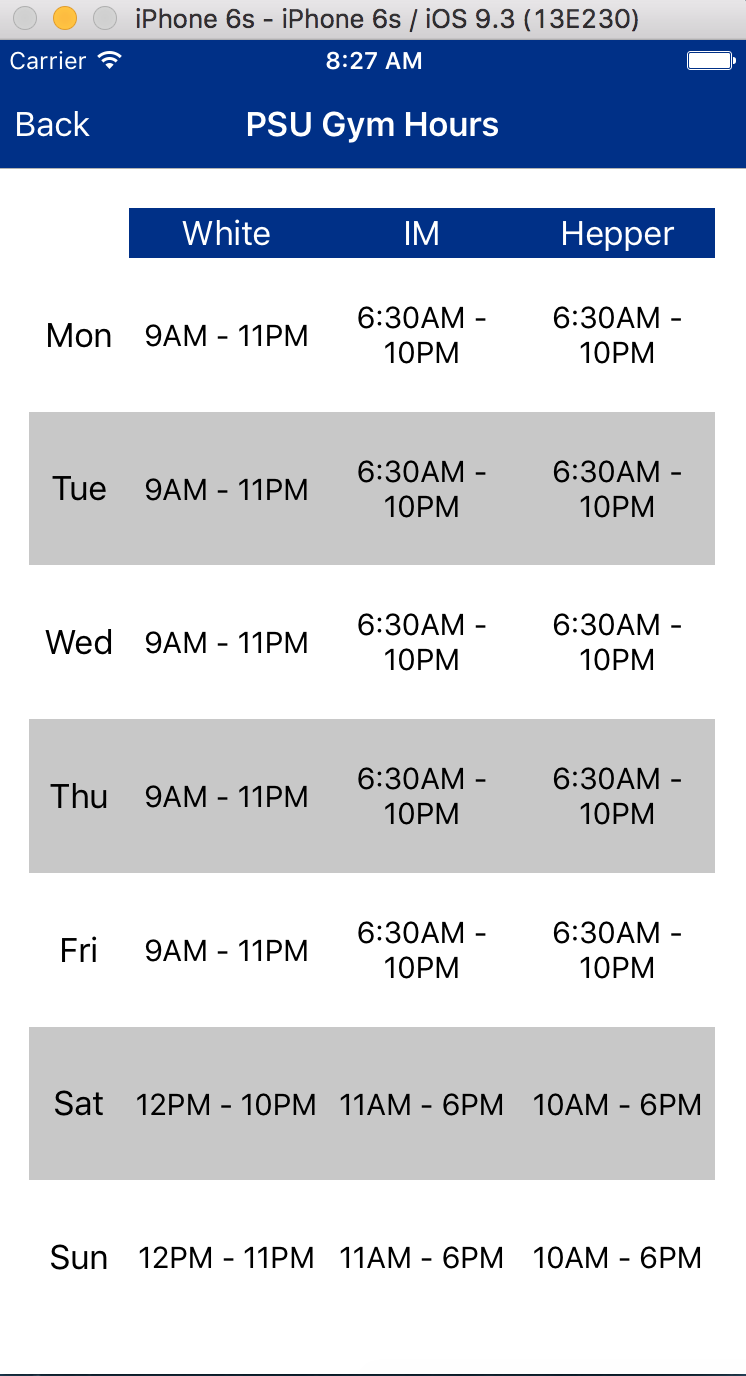 iPhone 6s - iPhone 6s / iOS 9.3 (13E230)
Carrier 8:27 AM
Back PSU Gym Hours
White IM Hepper
Mon 9AM - 11PM 6:30AM - 10PM 6:30AM - 10PM
Tue 9AM - 11PM 6:30AM - 10PM 6:30AM - 10PM
Wed 9AM - 11PM 6:30AM - 10PM 6:30AM - 10PM
Thu 9AM - 11PM 6:30AM - 10PM 6:30AM - 10PM
Fri 9AM - 11PM 6:30AM - 10PM 6:30AM - 10PM
Sat 12PM - 10PM 11AM - 6PM 10AM - 6PM
Sun 12PM - 11PM 11AM - 6PM 10AM - 6PM